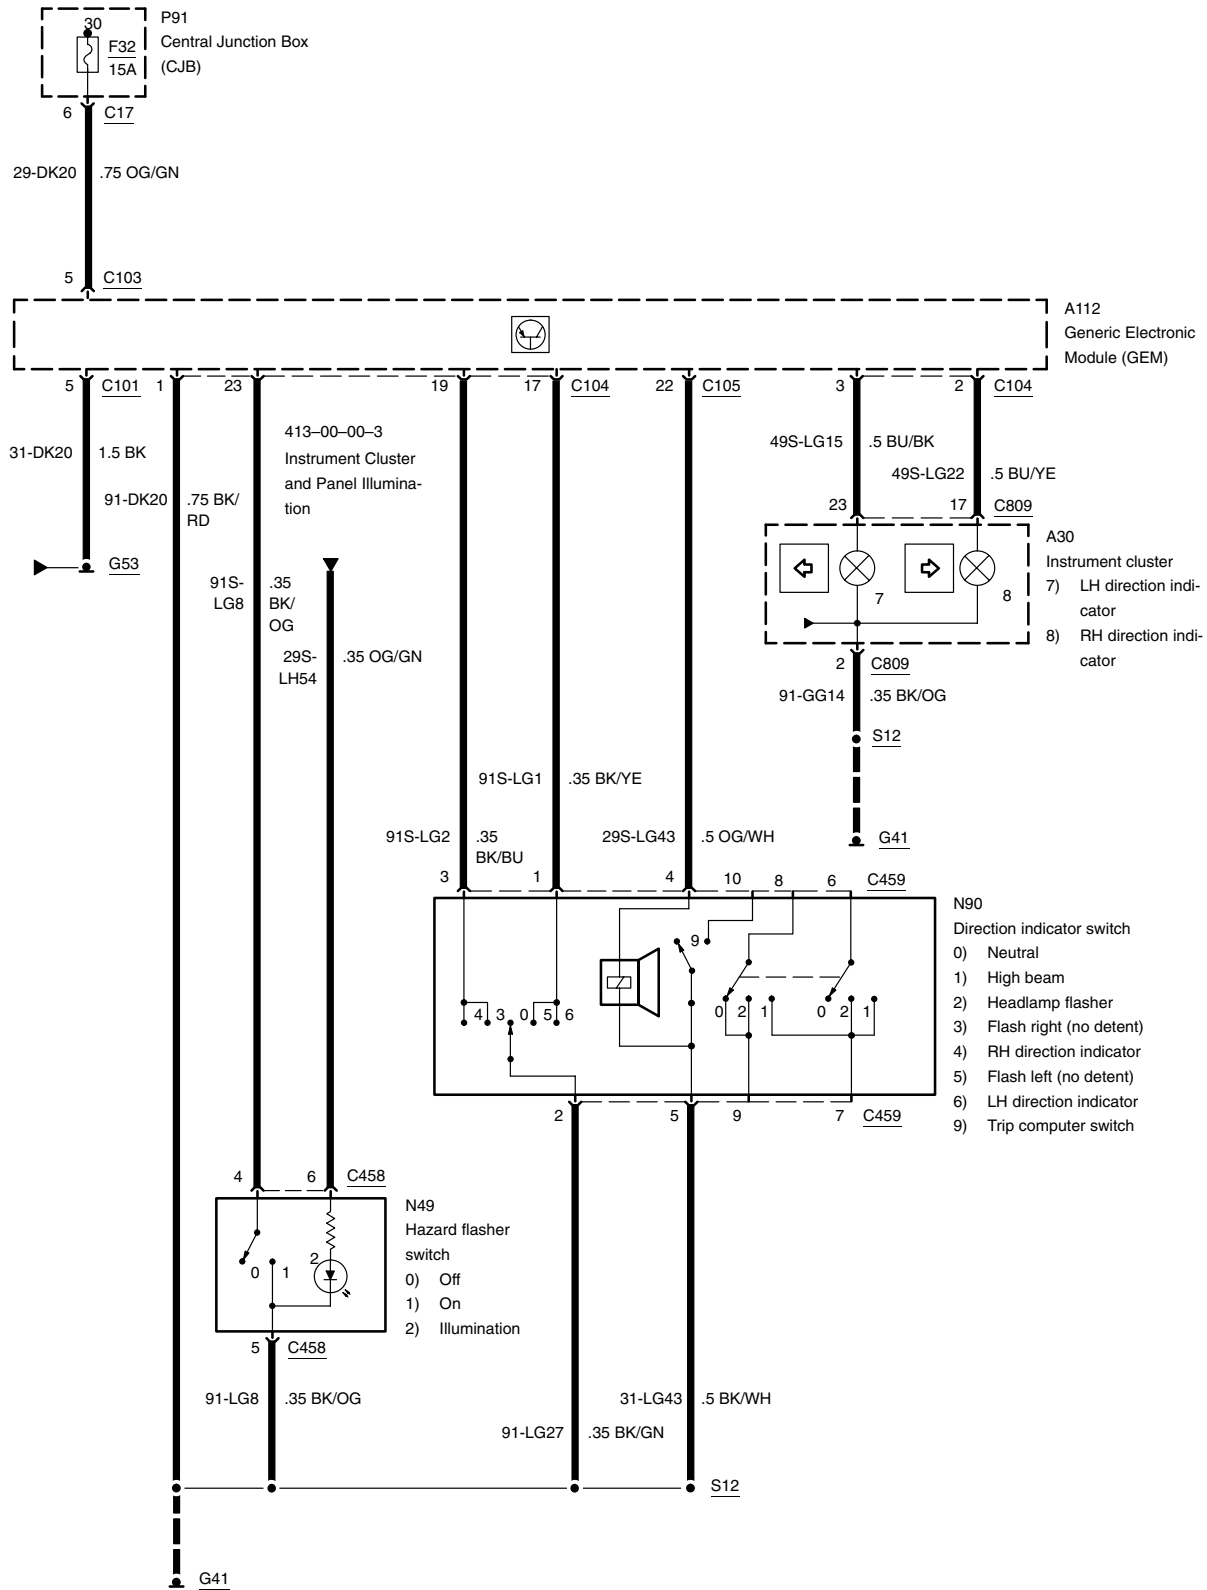 30
F32
15A
P91
Central Junction Box
(CJB)
6 C17
29-DK20 .75 OG/GN
5 C103
A112
Generic Electronic
Module (GEM)
5 C101 1 23 19 17 C104 22 C105 3 2 C104
31-DK20 1.5 BK
91-DK20 .75 BK/
RD
413–00–00–3
Instrument Cluster
and Panel Illumina-
tion
49S-LG15 .5 BU/BK
49S-LG22 .5 BU/YE
23 17 C809
G53
91S-
LG8
.35
BK/
OG
29S-
LH54
.35 OG/GN
7 8
A30
Instrument cluster
7) LH direction indi-
cator
8) RH direction indi-
cator
2 C809
91-GG14 .35 BK/OG
S12
G41
91S-LG1 .35 BK/YE
91S-LG2 .35
BK/BU
29S-LG43 .5 OG/WH
3 1 4 10 8 6 C459
9
4 3 0 5 6
0 2 1 0 2 1
N90
Direction indicator switch
0) Neutral
1) High beam
2) Headlamp flasher
3) Flash right (no detent)
4) RH direction indicator
5) Flash left (no detent)
6) LH direction indicator
9) Trip computer switch
2 5 9 7 C459
4 6 C458
2
0 1
N49
Hazard flasher
switch
0) Off
1) On
2) Illumination
5 C458
91-LG8 .35 BK/OG
31-LG43 .5 BK/WH
91-LG27 .35 BK/GN
S12
G41